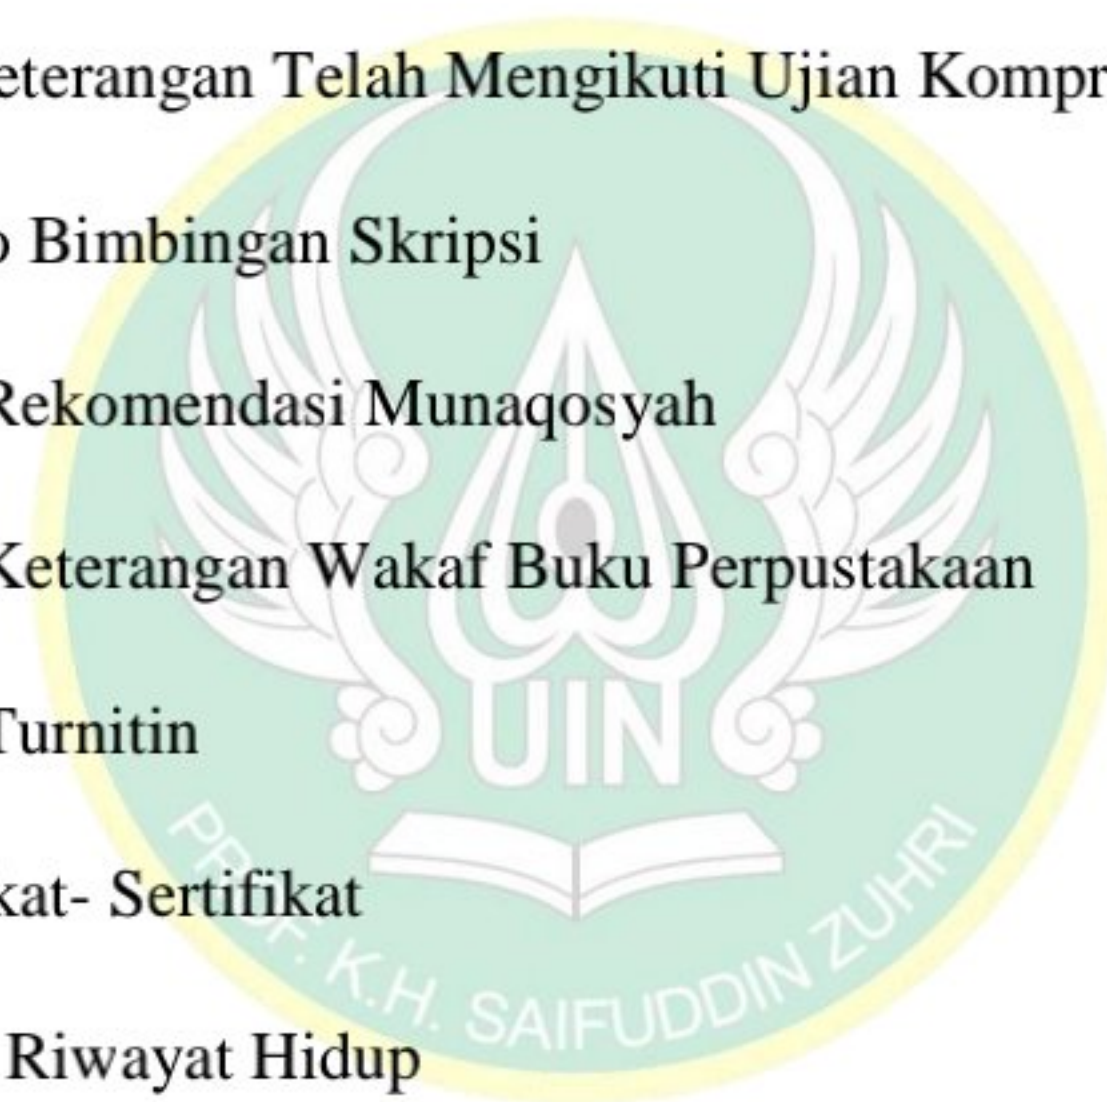 eterangan Telah Mengikuti Ujian Kompr
o Bimbingan Skripsi
Rekomendasi Munaqosyah
Keterangan Wakaf Buku Perpustakaan
Turnitin
kat- Sertifikat
Riwayat Hidup
UIN
PROF. K.H. SAIFUDDIN ZUHRI